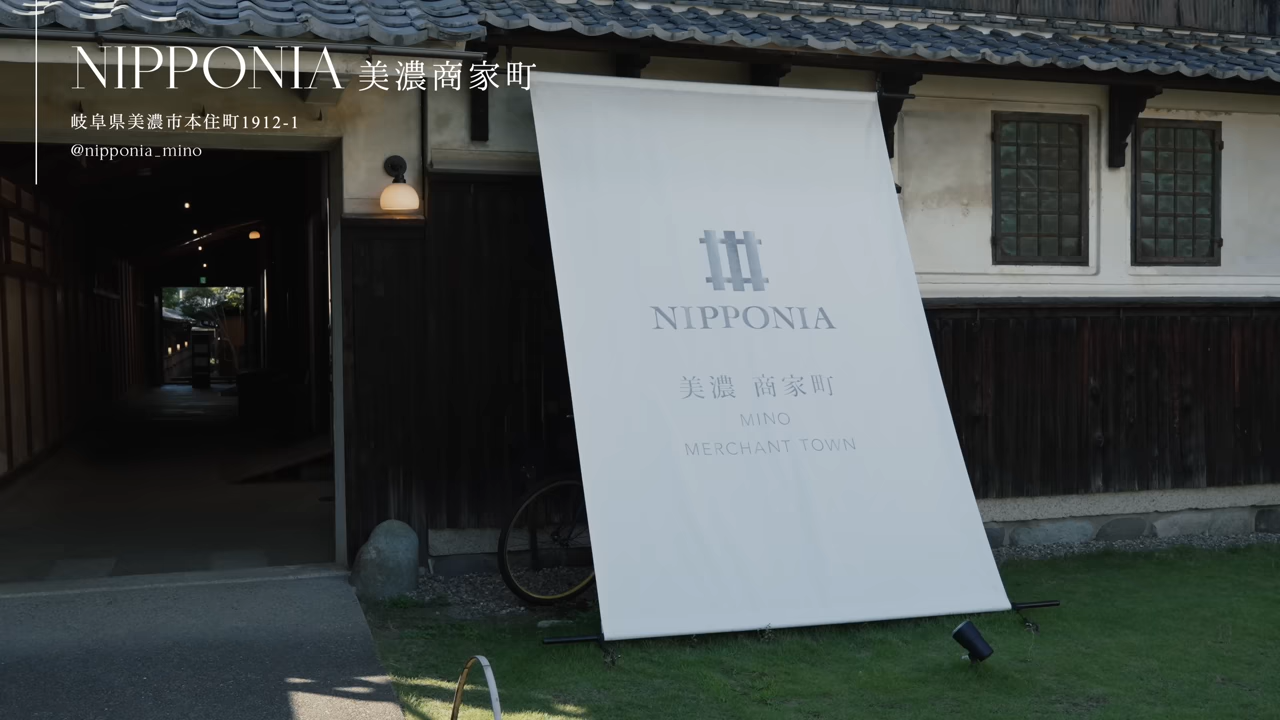 NIPPONIA 美濃商家町
岐阜県美濃市本住町1912-1
@nipponia_mino
NIPPONIA
美濃 商家町
MINO
MERCHANT TOWN